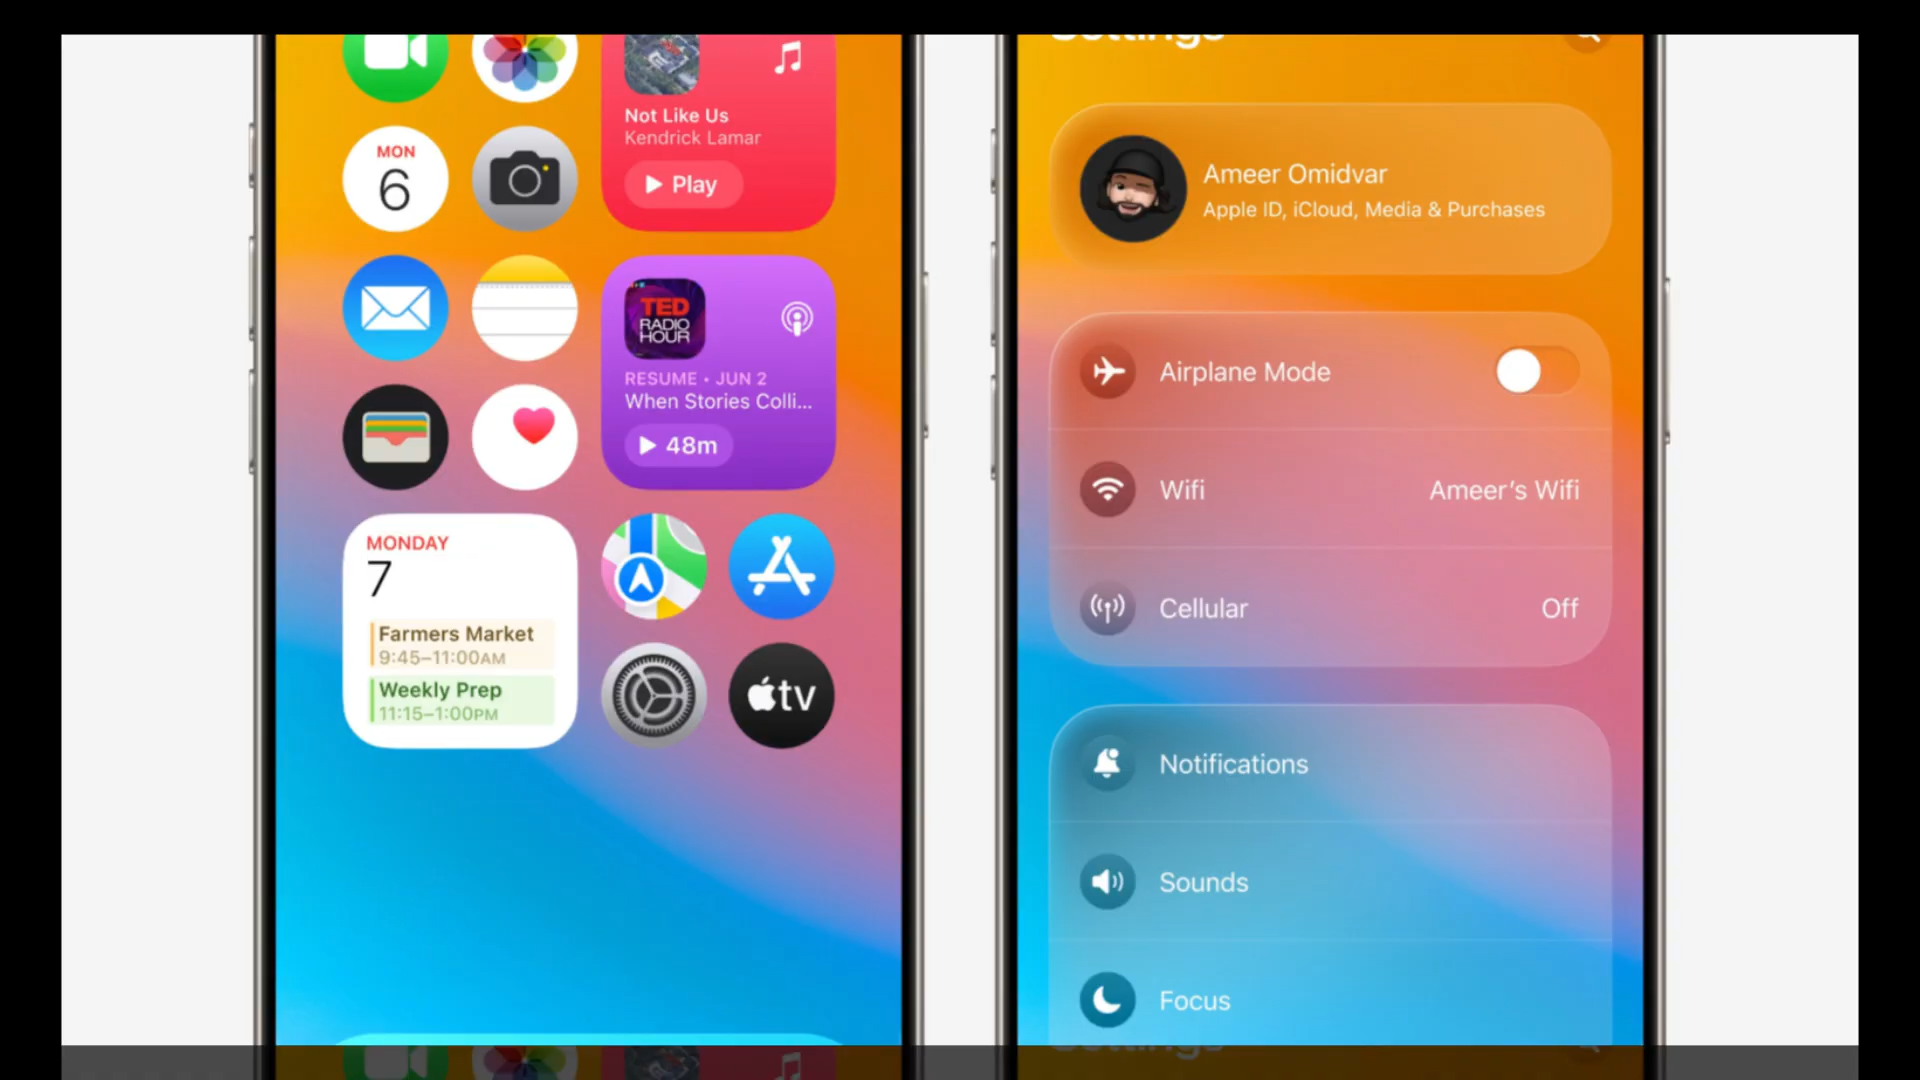 Not Like Us
Kendrick Lamar
Play
MON
6
TED
RADIO
HOUR
RESUME • JUN 2
When Stories Colli...
48m
MONDAY
7
Farmers Market
9:45–11:00AM
Weekly Prep
11:15–1:00PM
tv
Settings
Ameer Omidvar
Apple ID, iCloud, Media & Purchases
Airplane Mode
Wifi
Ameer's Wifi
Cellular
Off
Notifications
Sounds
Focus
Settings